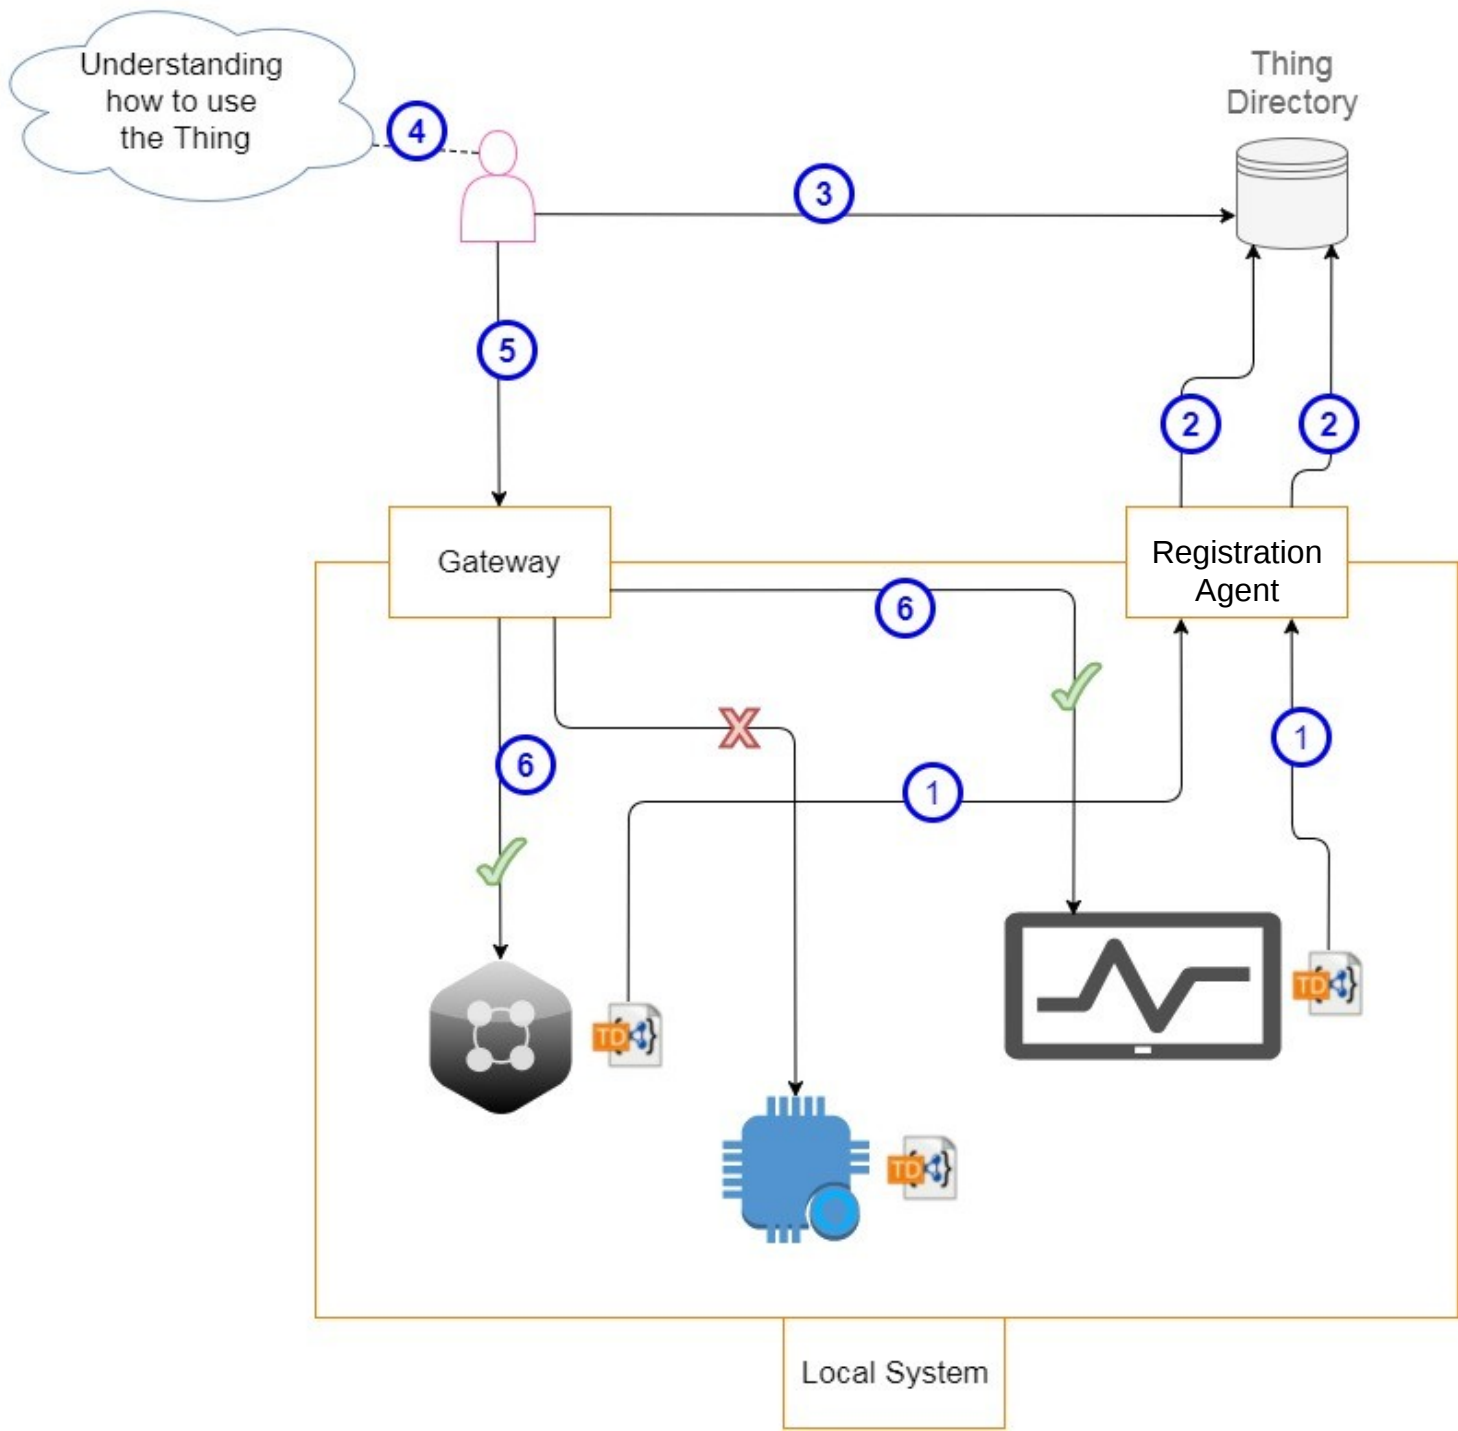 Understanding
how to use
the Thing
4
Thing
Directory
3
5
2
2
Gateway
Registration
Agent
6
1
6
1
TD
TD
TD
Local System